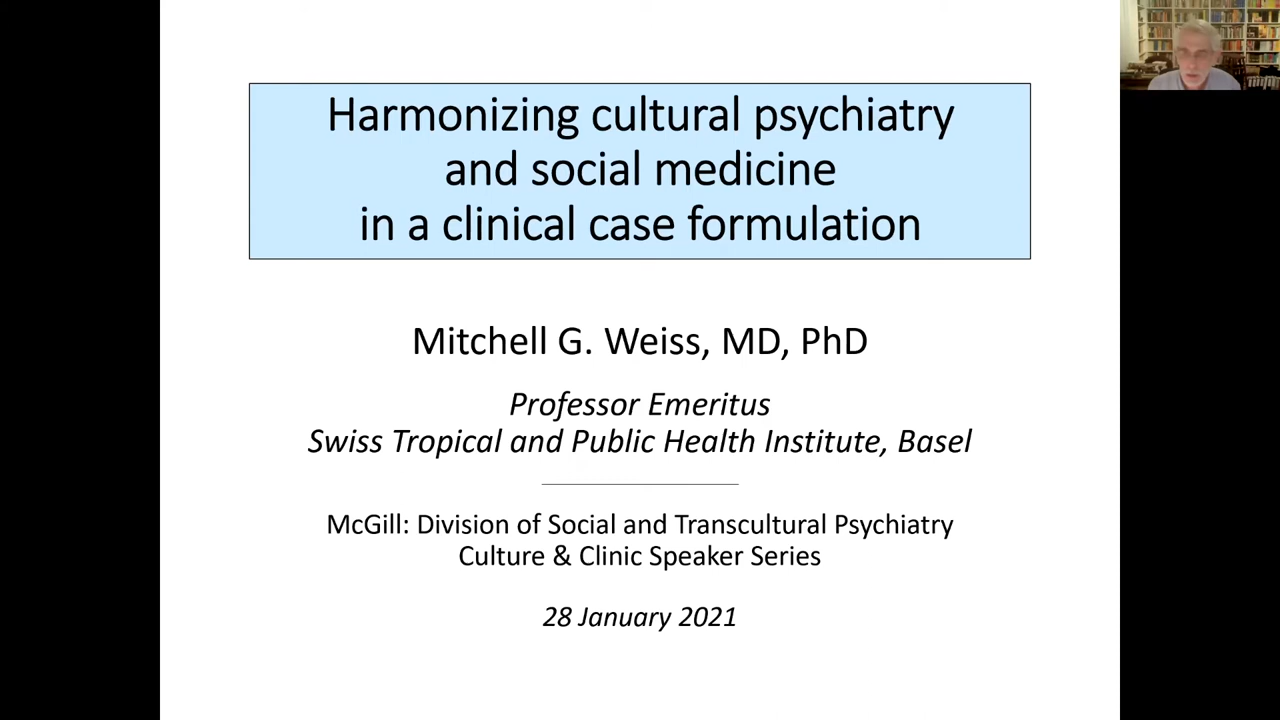 Harmonizing cultural psychiatry
and social medicine
in a clinical case formulation
Mitchell G. Weiss, MD, PhD
Professor Emeritus
Swiss Tropical and Public Health Institute, Basel
McGill: Division of Social and Transcultural Psychiatry
Culture & Clinic Speaker Series
28 January 2021